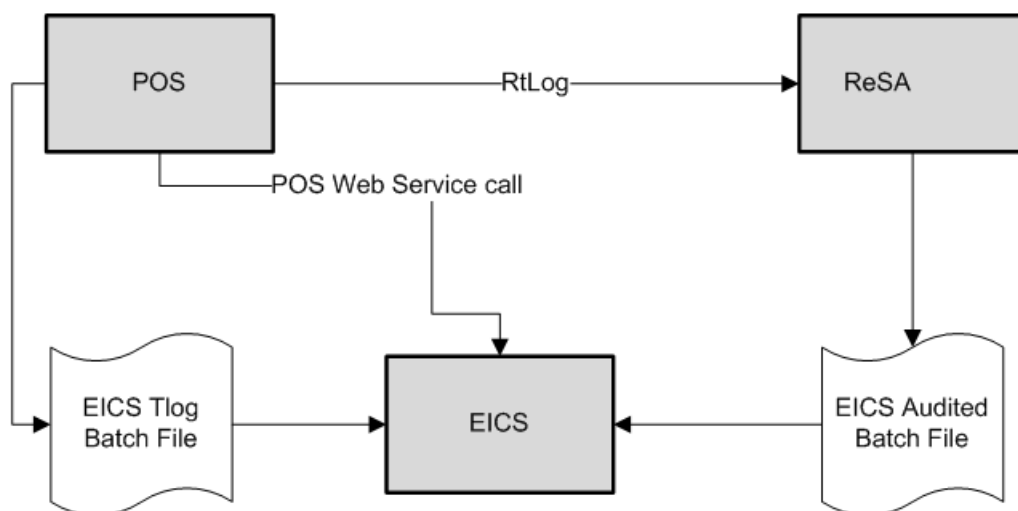 POS
RtLog
ReSA
POS Web Service call
EICS Tlog
Batch File
EICS
EICS Audited
Batch File